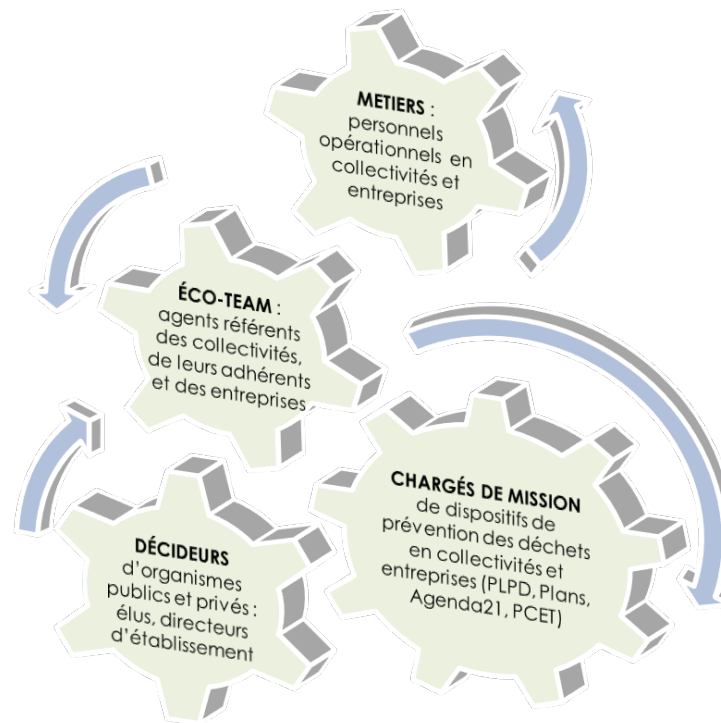 METIERS :
personnels
opérationnels en
collectivités et
entreprises
ÉCO-TEAM :
agents référents
des collectivités,
de leurs adhérents
et des entreprises
CHARGÉS DE MISSION
de dispositifs de
prévention des déchets
en collectivités et
entreprises (PLPD, Plans,
Agenda21, PCET)
DÉCIDEURS
d'organismes
publics et privés :
élus, directeurs
d'établissement